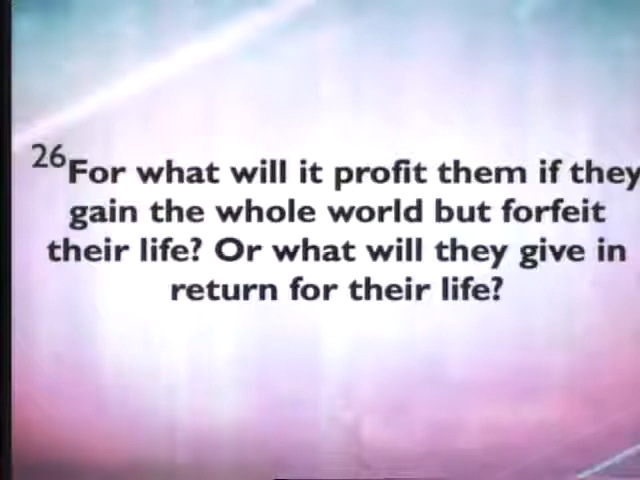 26For what will it profit them if they
gain the whole world but forfeit
their life? Or what will they give in
return for their life?